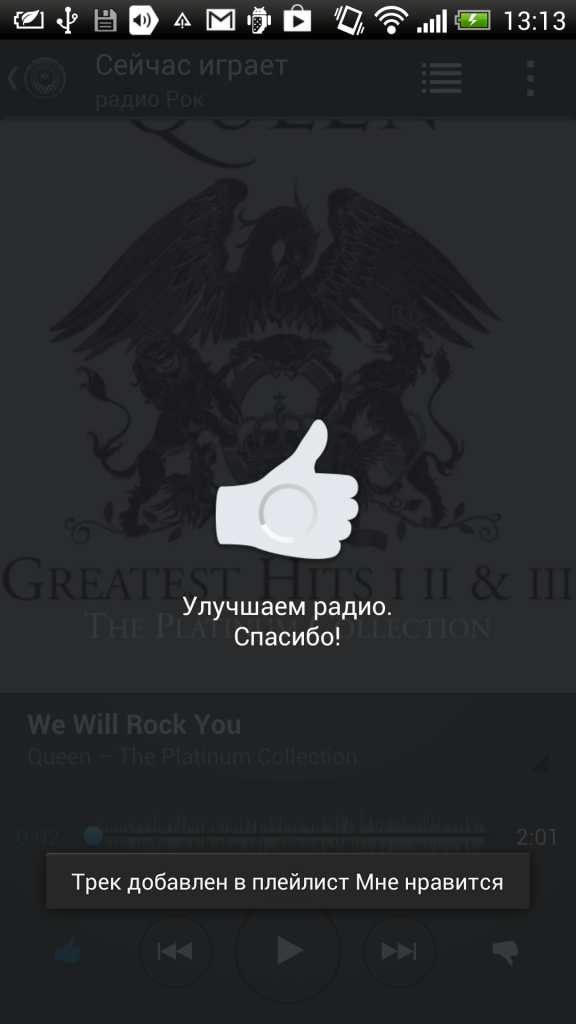 13:13
Сейчас играет
радио Рок
QUEEN
GREATEST HITS I II & III
THE PLATINUM COLLECTION
Улучшаем радио.
Спасибо!
We Will Rock You
Queen – The Platinum Collection
0:02
2:01
Трек добавлен в плейлист Мне нравится